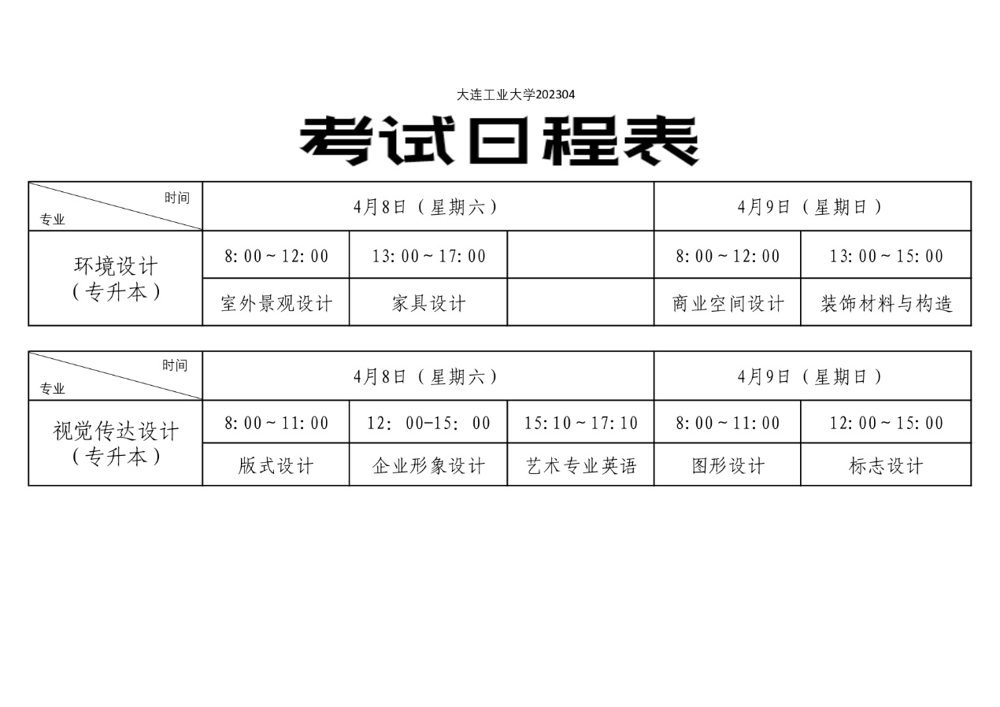 大连工业大学202304
考试日程表
时间
专业
4月8日（星期六）
4月9日（星期日）
环境设计
（专升本）
8:00～12:00
13:00～17:00
8:00～12:00
13:00～15:00
室外景观设计
家具设计
商业空间设计
装饰材料与构造
时间
专业
4月8日（星期六）
4月9日（星期日）
视觉传达设计
（专升本）
8:00～11:00
12：00-15：00
15:10～17:10
8:00～11:00
12:00～15:00
版式设计
企业形象设计
艺术专业英语
图形设计
标志设计